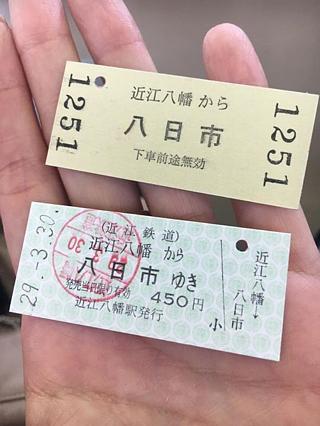 1251
近江八幡 から
八日市
下車前途無効
1251
29.-3.30.
(近江鉄道)
近江八幡 から
八日市 ゆき
発売当日限り有効 450円
近江八幡駅発行
小
近江八幡→
八日市